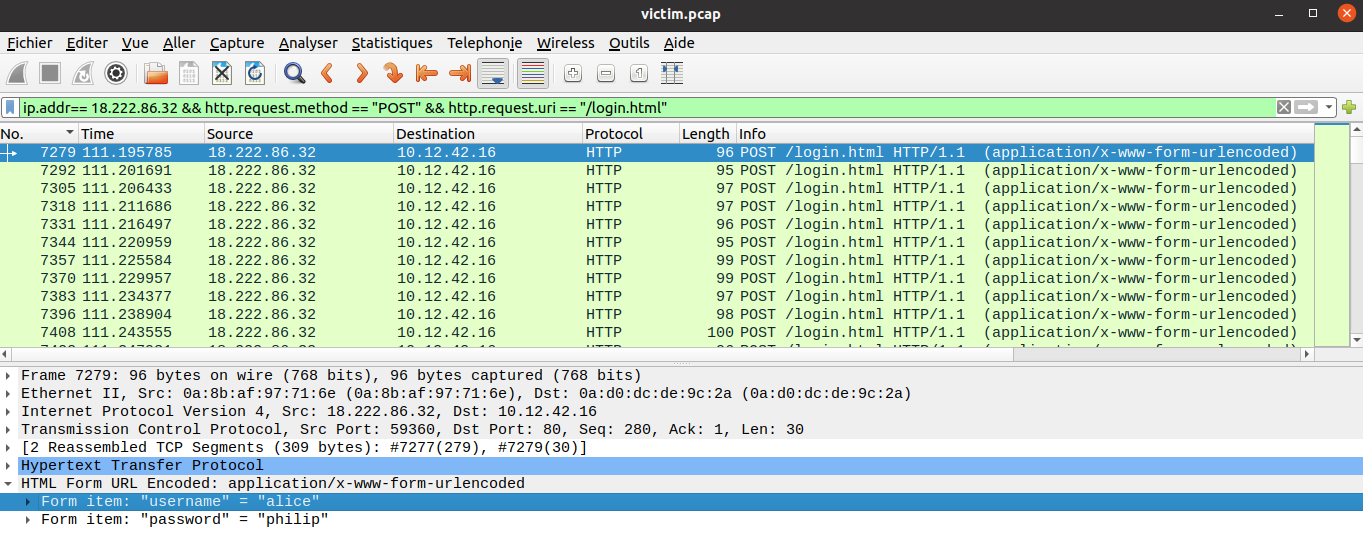 victim.pcap
Fichier Editer Vue Aller Capture Analyser Statistiques Telephonie Wireless Outils Aide
ip.addr== 18.222.86.32 && http.request.method == "POST" && http.request.uri == "/login.html"
No. Time Source Destination Protocol Length Info
7279 111.195785 18.222.86.32 10.12.42.16 HTTP 96 POST /login.html HTTP/1.1 (application/x-www-form-urlencoded)
7292 111.201691 18.222.86.32 10.12.42.16 HTTP 95 POST /login.html HTTP/1.1 (application/x-www-form-urlencoded)
7305 111.206433 18.222.86.32 10.12.42.16 HTTP 97 POST /login.html HTTP/1.1 (application/x-www-form-urlencoded)
7318 111.211686 18.222.86.32 10.12.42.16 HTTP 97 POST /login.html HTTP/1.1 (application/x-www-form-urlencoded)
7331 111.216497 18.222.86.32 10.12.42.16 HTTP 96 POST /login.html HTTP/1.1 (application/x-www-form-urlencoded)
7344 111.220959 18.222.86.32 10.12.42.16 HTTP 95 POST /login.html HTTP/1.1 (application/x-www-form-urlencoded)
7357 111.225584 18.222.86.32 10.12.42.16 HTTP 99 POST /login.html HTTP/1.1 (application/x-www-form-urlencoded)
7370 111.229957 18.222.86.32 10.12.42.16 HTTP 99 POST /login.html HTTP/1.1 (application/x-www-form-urlencoded)
7383 111.234377 18.222.86.32 10.12.42.16 HTTP 97 POST /login.html HTTP/1.1 (application/x-www-form-urlencoded)
7396 111.238904 18.222.86.32 10.12.42.16 HTTP 98 POST /login.html HTTP/1.1 (application/x-www-form-urlencoded)
7408 111.243555 18.222.86.32 10.12.42.16 HTTP 100 POST /login.html HTTP/1.1 (application/x-www-form-urlencoded)
Frame 7279: 96 bytes on wire (768 bits), 96 bytes captured (768 bits)
Ethernet II, Src: 0a:8b:af:97:71:6e (0a:8b:af:97:71:6e), Dst: 0a:d0:dc:de:9c:2a (0a:d0:dc:de:9c:2a)
Internet Protocol Version 4, Src: 18.222.86.32, Dst: 10.12.42.16
Transmission Control Protocol, Src Port: 59360, Dst Port: 80, Seq: 280, Ack: 1, Len: 30
[2 Reassembled TCP Segments (309 bytes): #7277(279), #7279(30)]
Hypertext Transfer Protocol
HTML Form URL Encoded: application/x-www-form-urlencoded
Form item: "username" = "alice"
Form item: "password" = "philip"